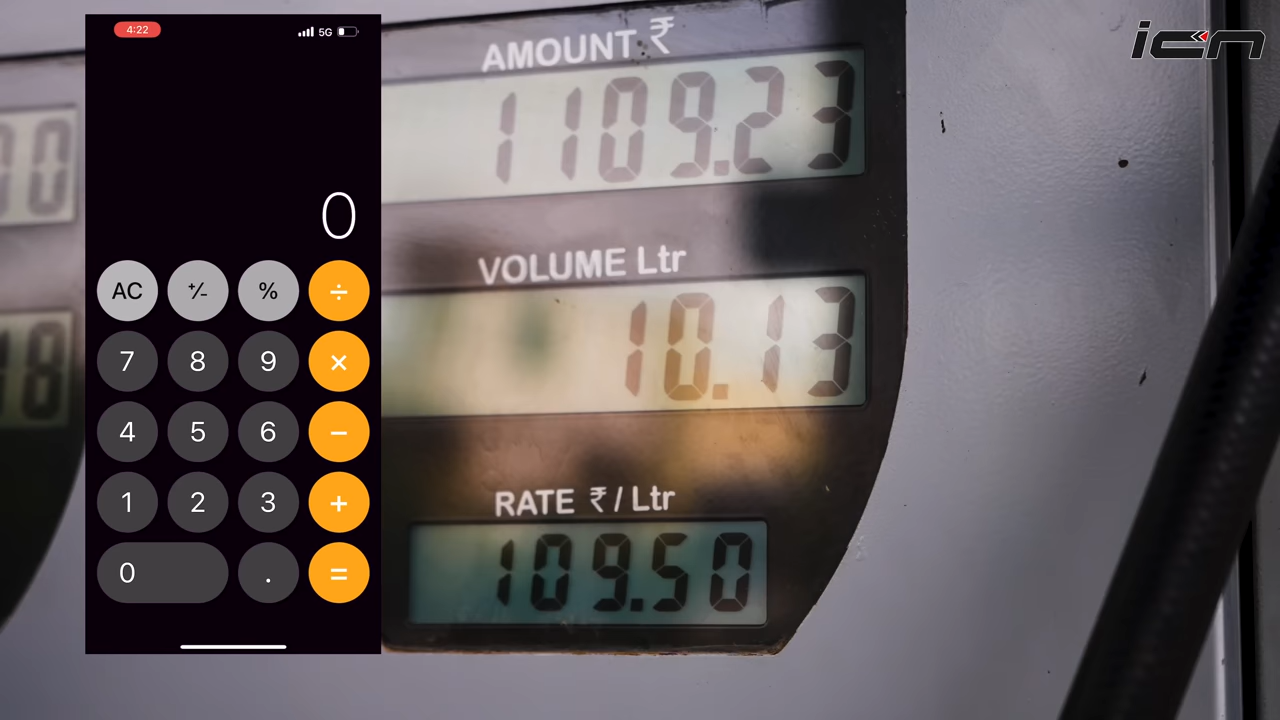 4:22
5G
icn
AMOUNT ₹
1109.23
0
VOLUME Ltr
10.13
AC +/- % ÷
7 8 9 ×
4 5 6 −
1 2 3 +
0 . =
RATE ₹/Ltr
109.50